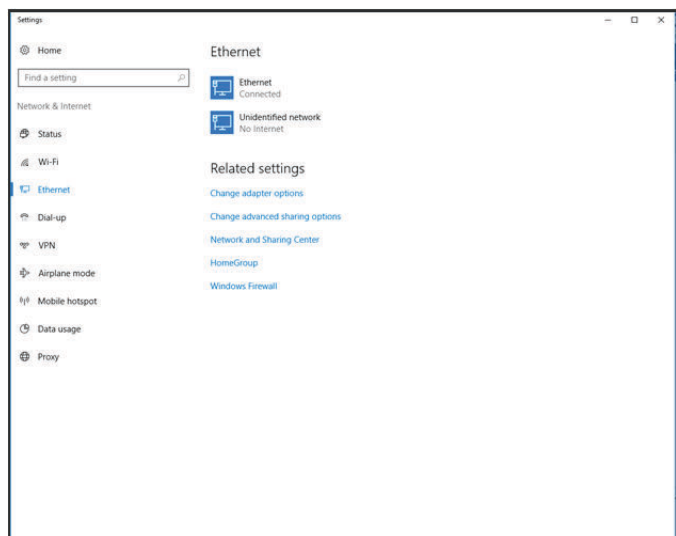 Settings
Home
Find a setting
Network & Internet
Status
Wi-Fi
Ethernet
Dial-up
VPN
Airplane mode
Mobile hotspot
Data usage
Proxy
Ethernet
Ethernet
Connected
Unidentified network
No Internet
Related settings
Change adapter options
Change advanced sharing options
Network and Sharing Center
HomeGroup
Windows Firewall